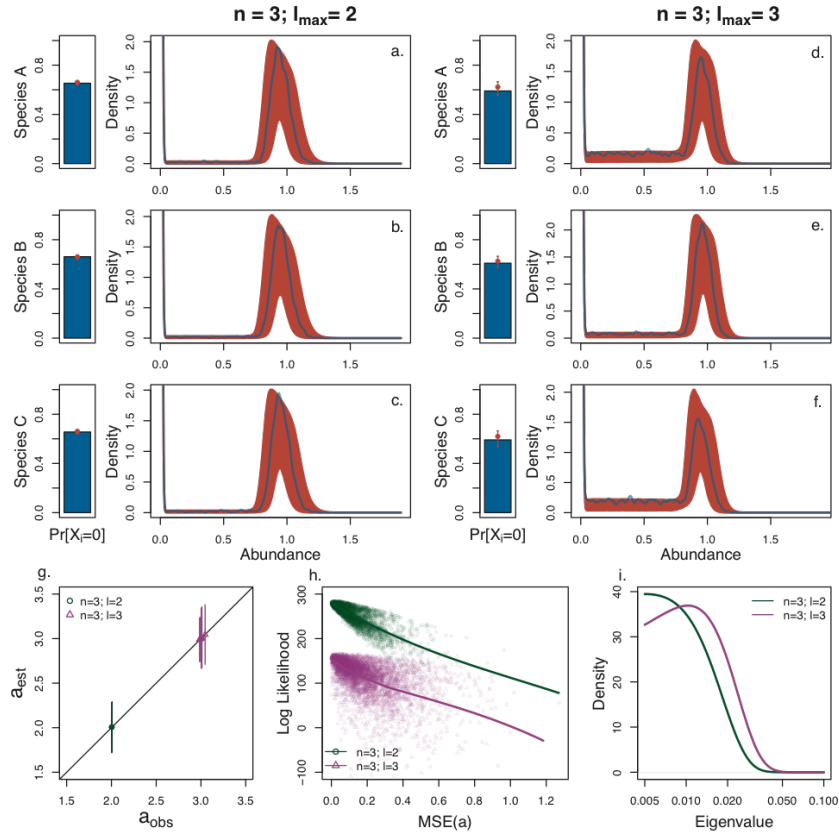 n = 3; l_max = 2
n = 3; l_max = 3
Species A
0.0 0.4 0.8
Density
0.0 0.5 1.0 1.5 2.0
a.
0.0 0.5 1.0 1.5
Species A
0.0 0.4 0.8
Density
0.0 0.5 1.0 1.5 2.0
d.
0.0 0.5 1.0 1.5
Species B
0.0 0.4 0.8
Density
0.0 0.5 1.0 1.5 2.0
b.
0.0 0.5 1.0 1.5
Species B
0.0 0.4 0.8
Density
0.0 0.5 1.0 1.5 2.0
e.
0.0 0.5 1.0 1.5
Species C
0.0 0.4 0.8
Pr[X_i=0]
Density
0.0 0.5 1.0 1.5 2.0
c.
0.0 0.5 1.0 1.5
Abundance
Species C
0.0 0.4 0.8
Pr[X_i=0]
Density
0.0 0.5 1.0 1.5 2.0
f.
0.0 0.5 1.0 1.5
Abundance
g.
n=3; l=2
n=3; l=3
a_est
1.5 2.0 2.5 3.0 3.5
1.5 2.0 2.5 3.0 3.5
a_obs
h.
Log Likelihood
-100 0 100 200 300
n=3; l=2
n=3; l=3
0.0 0.2 0.4 0.6 0.8 1.0 1.2
MSE(a)
i.
n=3; l=2
n=3; l=3
Density
0 10 20 30 40
0.005 0.010 0.020 0.050 0.100
Eigenvalue